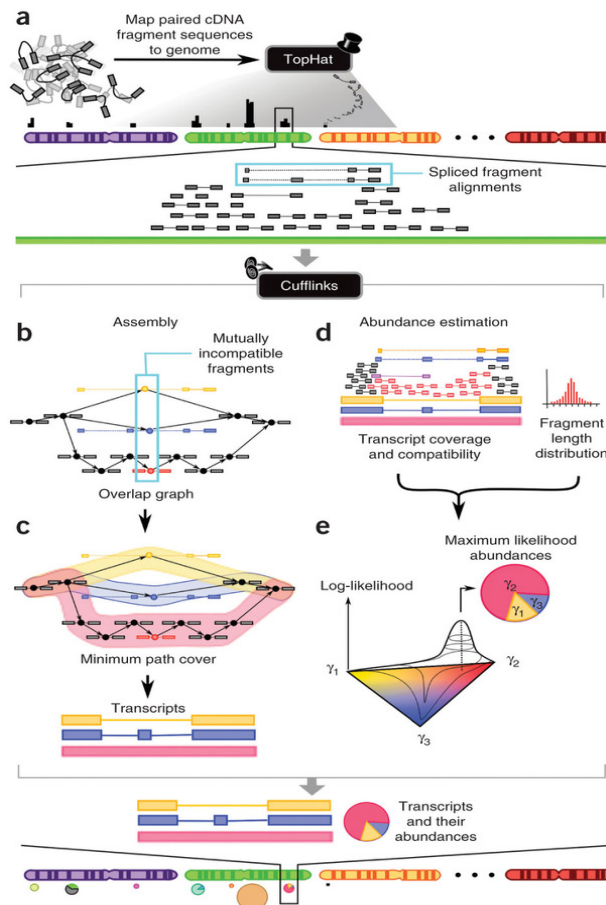 a
Map paired cDNA
fragment sequences
to genome
TopHat
Spliced fragment
alignments
Cufflinks
b
Assembly
Mutually
incompatible
fragments
Overlap graph
c
Minimum path cover
Transcripts
d
Abundance estimation
Transcript coverage
and compatibility
Fragment
length
distribution
e
Maximum likelihood
abundances
Log-likelihood
γ2
γ1
γ3
γ1
γ2
γ3
Transcripts
and their
abundances